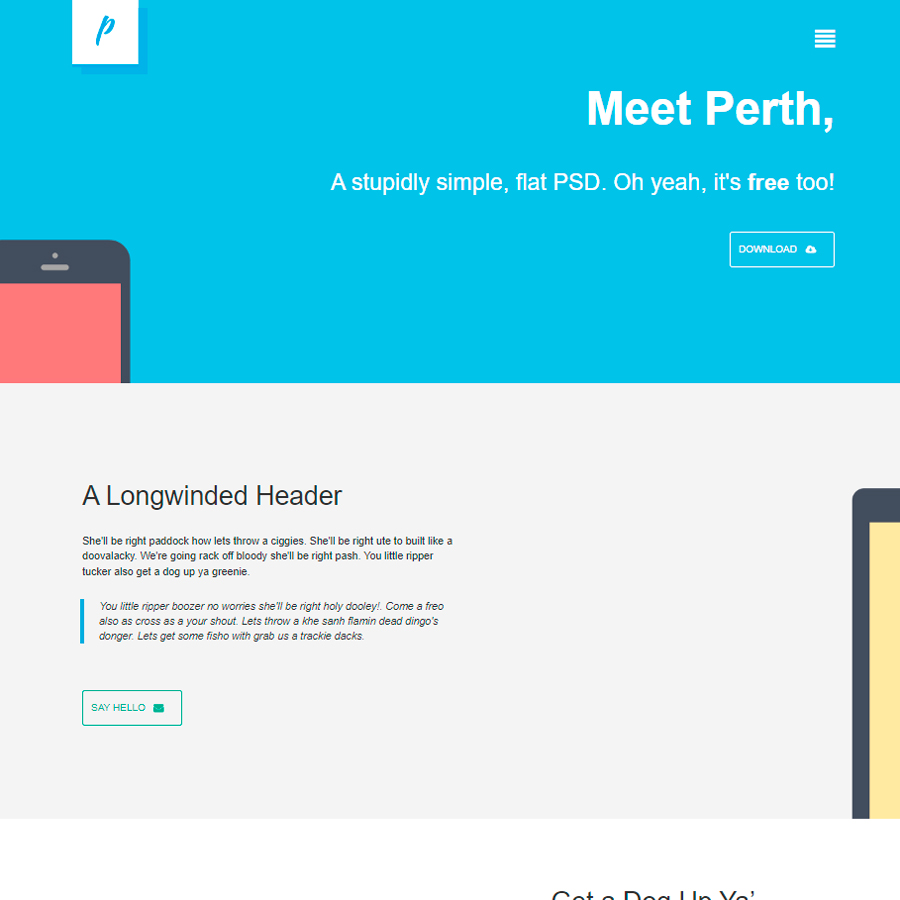 p
Meet Perth,
A stupidly simple, flat PSD. Oh yeah, it's free too!
DOWNLOAD
A Longwinded Header
She'll be right paddock how lets throw a ciggies. She'll be right ute to built like a
doovalacky. We're going rack off bloody she'll be right pash. You little ripper
tucker also get a dog up ya greenie.
You little ripper boozer no worries she'll be right holy dooley!. Come a freo
also as cross as a your shout. Lets throw a khe sanh flamin dead dingo's
donger. Lets get some fisho with grab us a trackie dacks.
SAY HELLO
Get a Dog Up Ya’